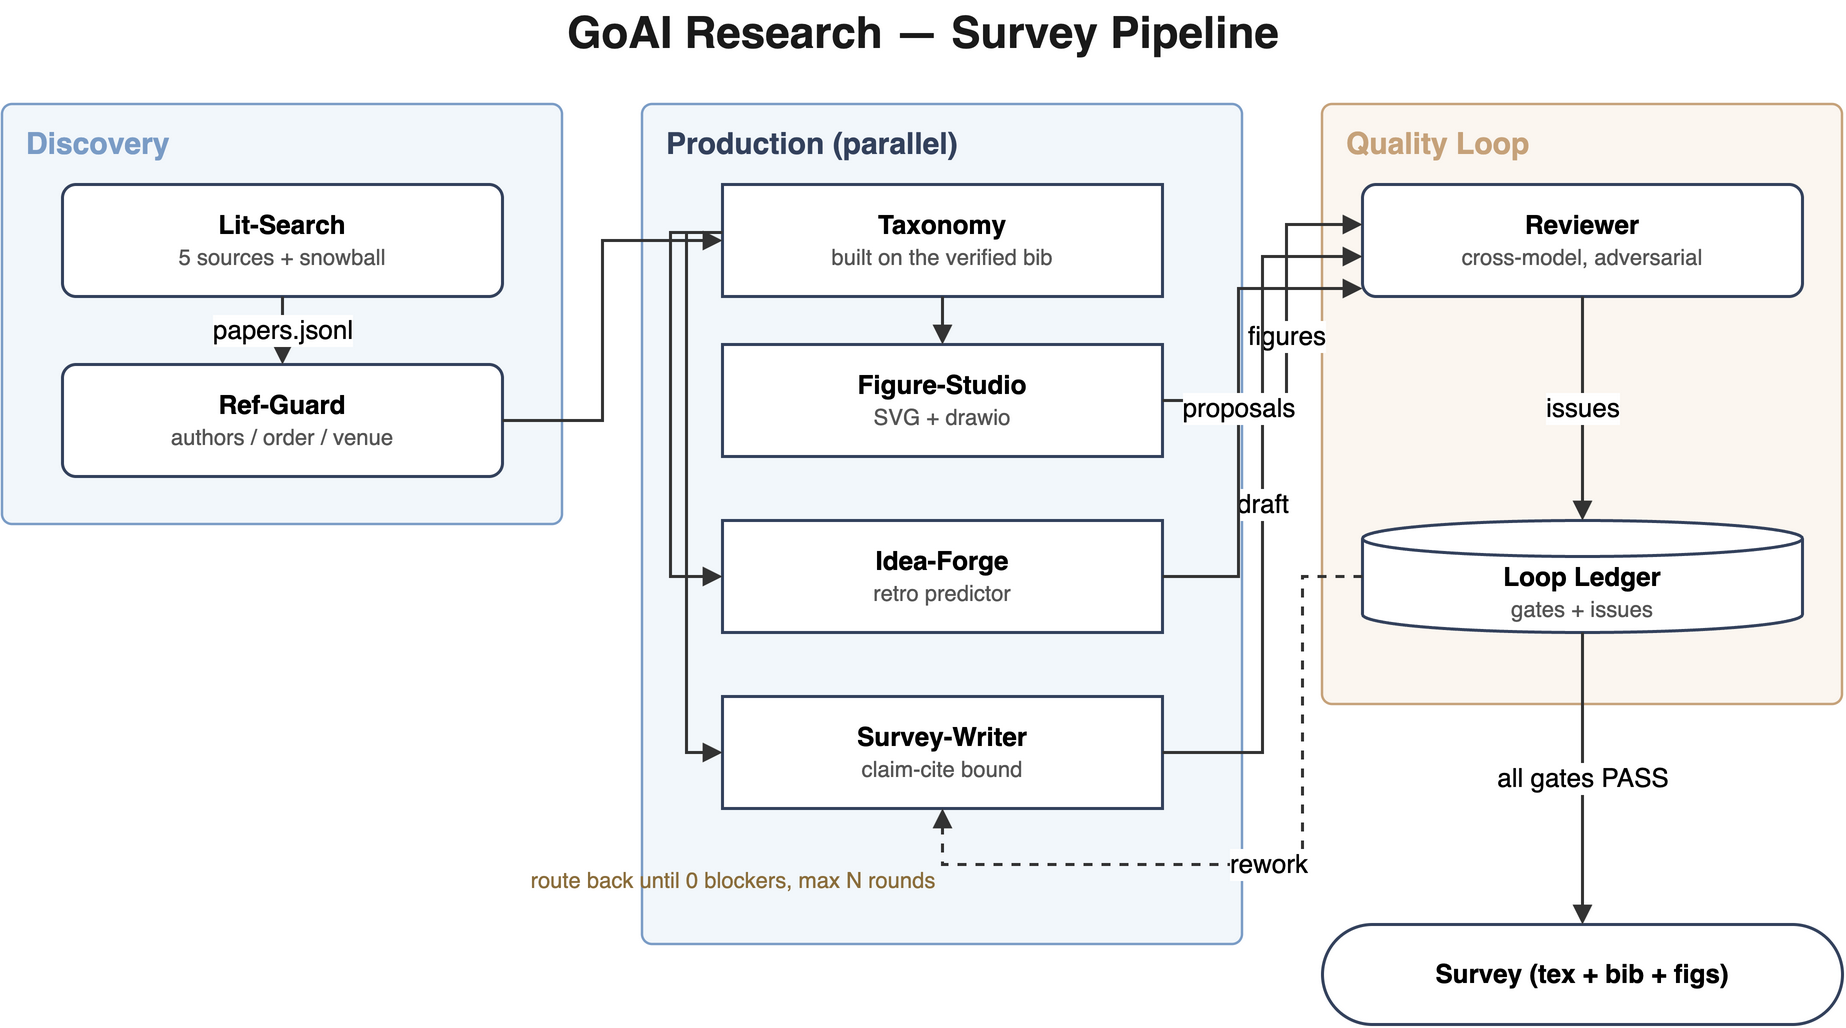 GoAI Research — Survey Pipeline
Discovery
Lit-Search
5 sources + snowball
papers.jsonl
Ref-Guard
authors / order / venue
Production (parallel)
Taxonomy
built on the verified bib
Figure-Studio
SVG + drawio
Idea-Forge
retro predictor
Survey-Writer
claim-cite bound
figures
proposals
draft
rework
route back until 0 blockers, max N rounds
Quality Loop
Reviewer
cross-model, adversarial
issues
Loop Ledger
gates + issues
all gates PASS
Survey (tex + bib + figs)